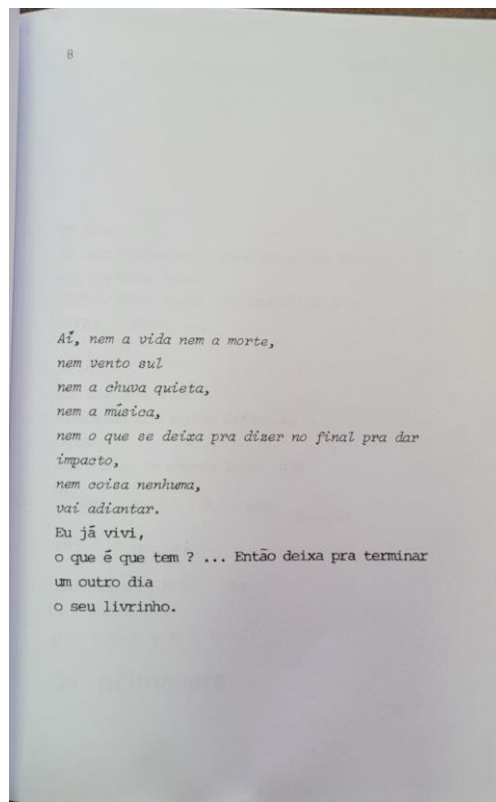 8
Aí, nem a vida nem a morte,
nem vento sul
nem a chuva quieta,
nem a música,
nem o que se deixa pra dizer no final pra dar
impacto,
nem coisa nenhuma,
vai adiantar.
Eu já vivi,
o que é que tem ? ... Então deixa pra terminar
um outro dia
o seu livrinho.